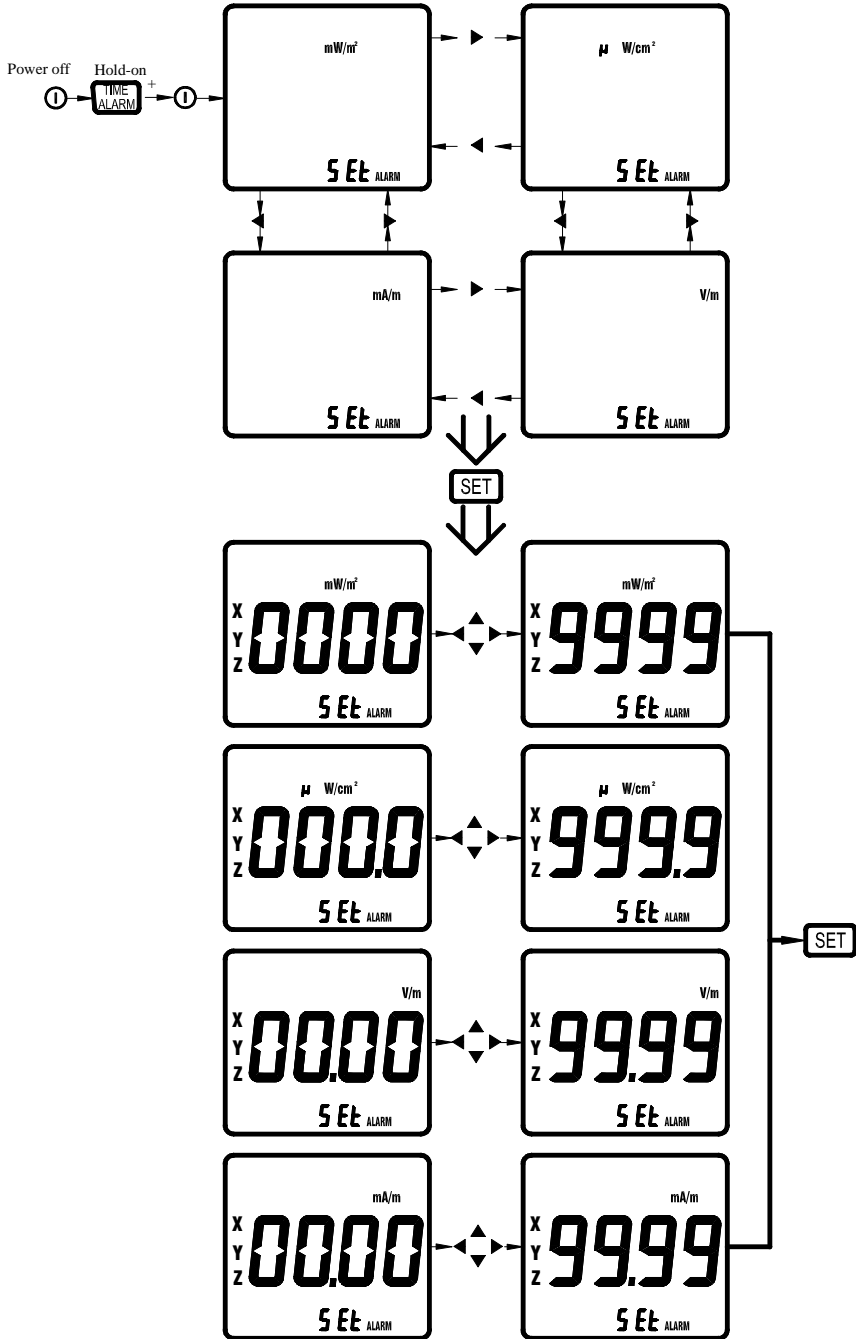 mW/m²
SEt ALARM
μ W/cm²
SEt ALARM
Power off
Hold-on
TIME
ALARM
+
mA/m
SEt ALARM
V/m
SEt ALARM
SET
mW/m²
X
Y
Z
0000
SEt ALARM
mW/m²
X
Y
Z
9999
SEt ALARM
μ W/cm²
X
Y
Z
000.0
SEt ALARM
μ W/cm²
X
Y
Z
999.9
SEt ALARM
SET
V/m
X
Y
Z
00.00
SEt ALARM
V/m
X
Y
Z
99.99
SEt ALARM
mA/m
X
Y
Z
00.00
SEt ALARM
mA/m
X
Y
Z
99.99
SEt ALARM